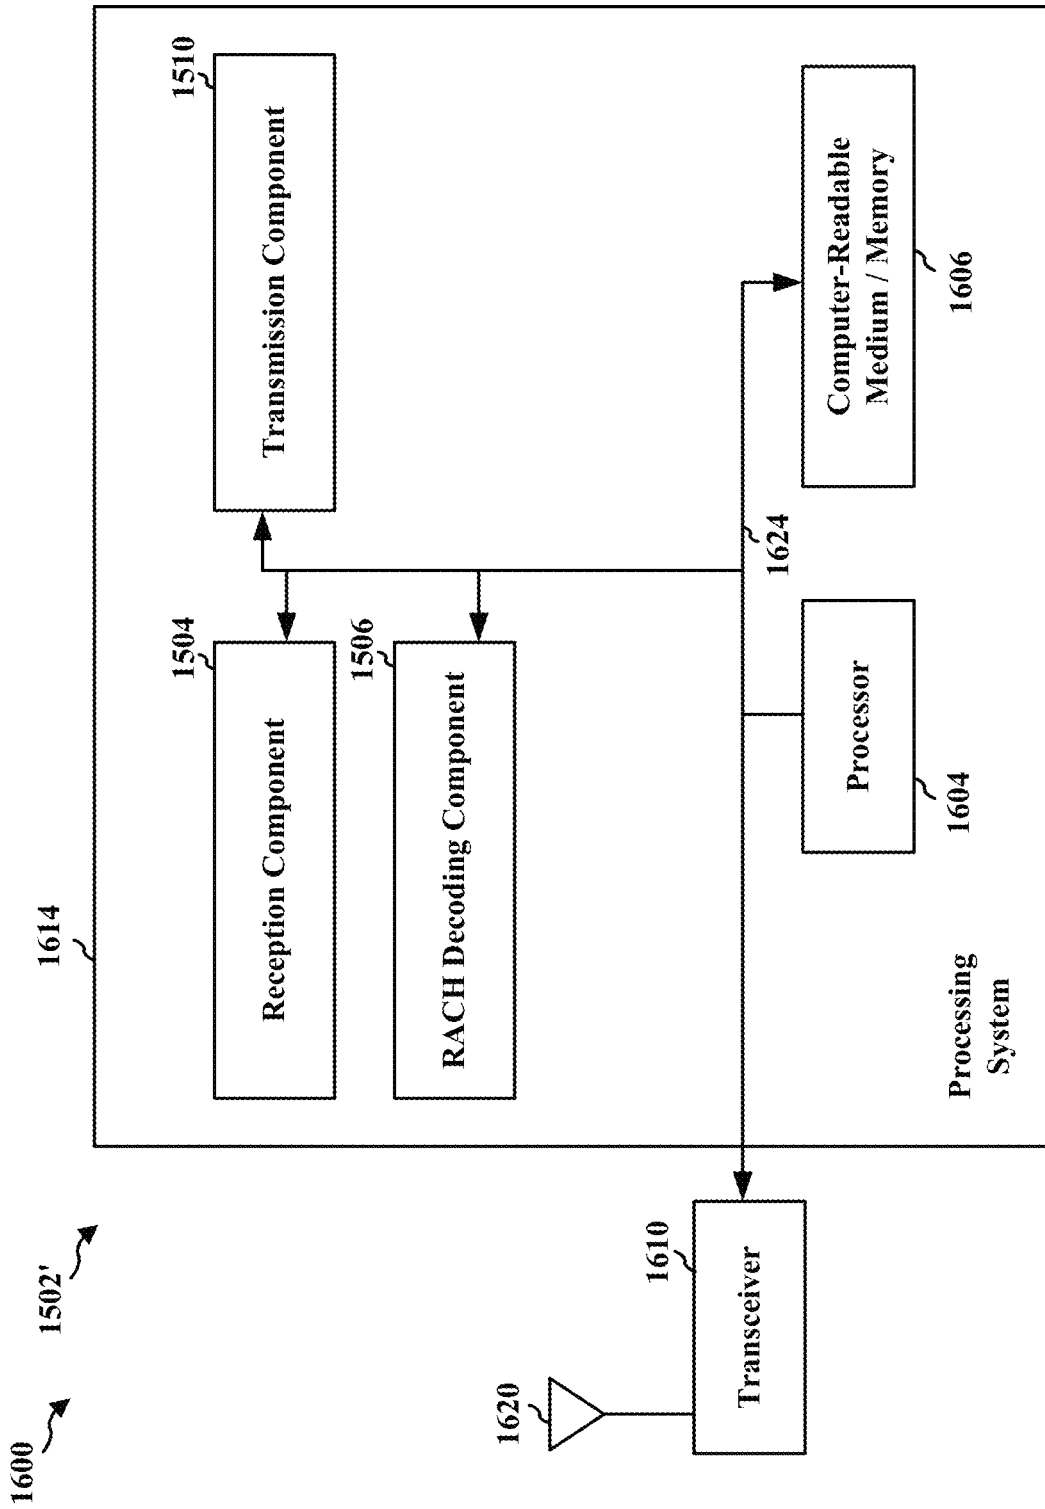 1600
1502'
1614
1504
Reception Component
1510
Transmission Component
1506
RACH Decoding Component
1620
1610
Transceiver
1624
Processor
1604
Computer-Readable
Medium / Memory
1606
Processing
System